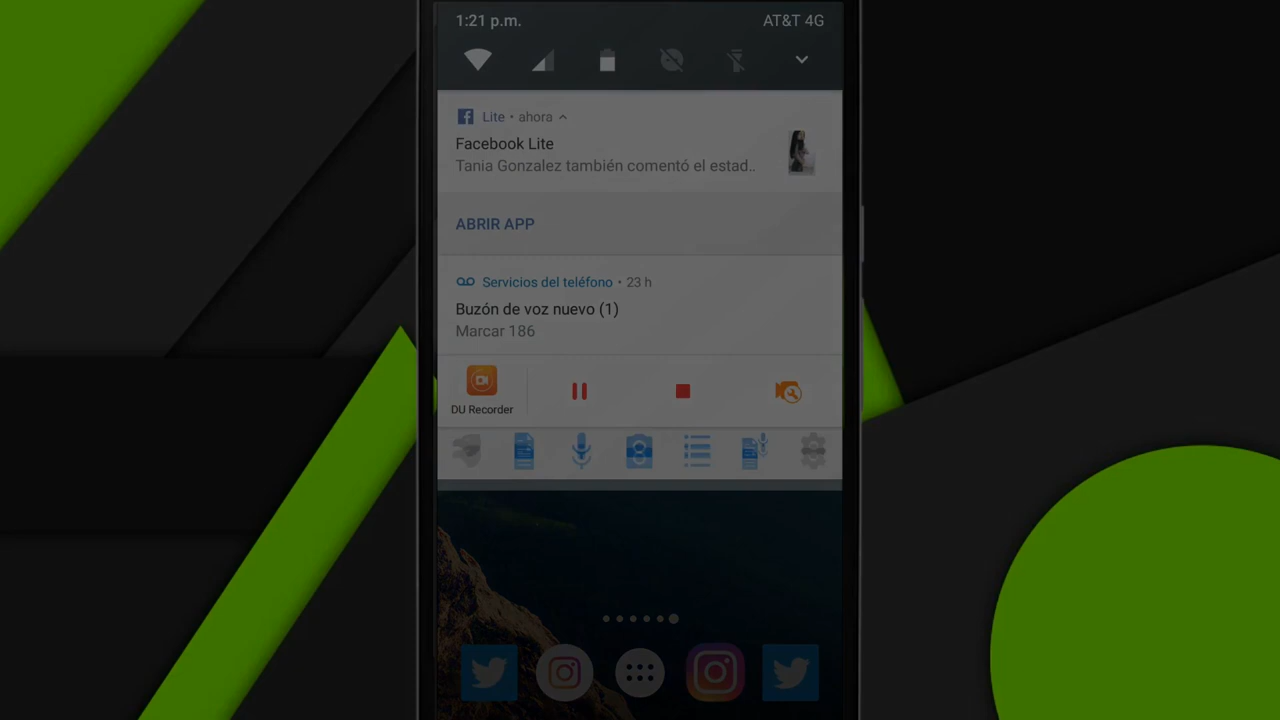 1:21 p.m. AT&T 4G
Lite • ahora
Facebook Lite
Tania Gonzalez también comentó el estad..
ABRIR APP
Servicios del teléfono • 23 h
Buzón de voz nuevo (1)
Marcar 186
DU Recorder